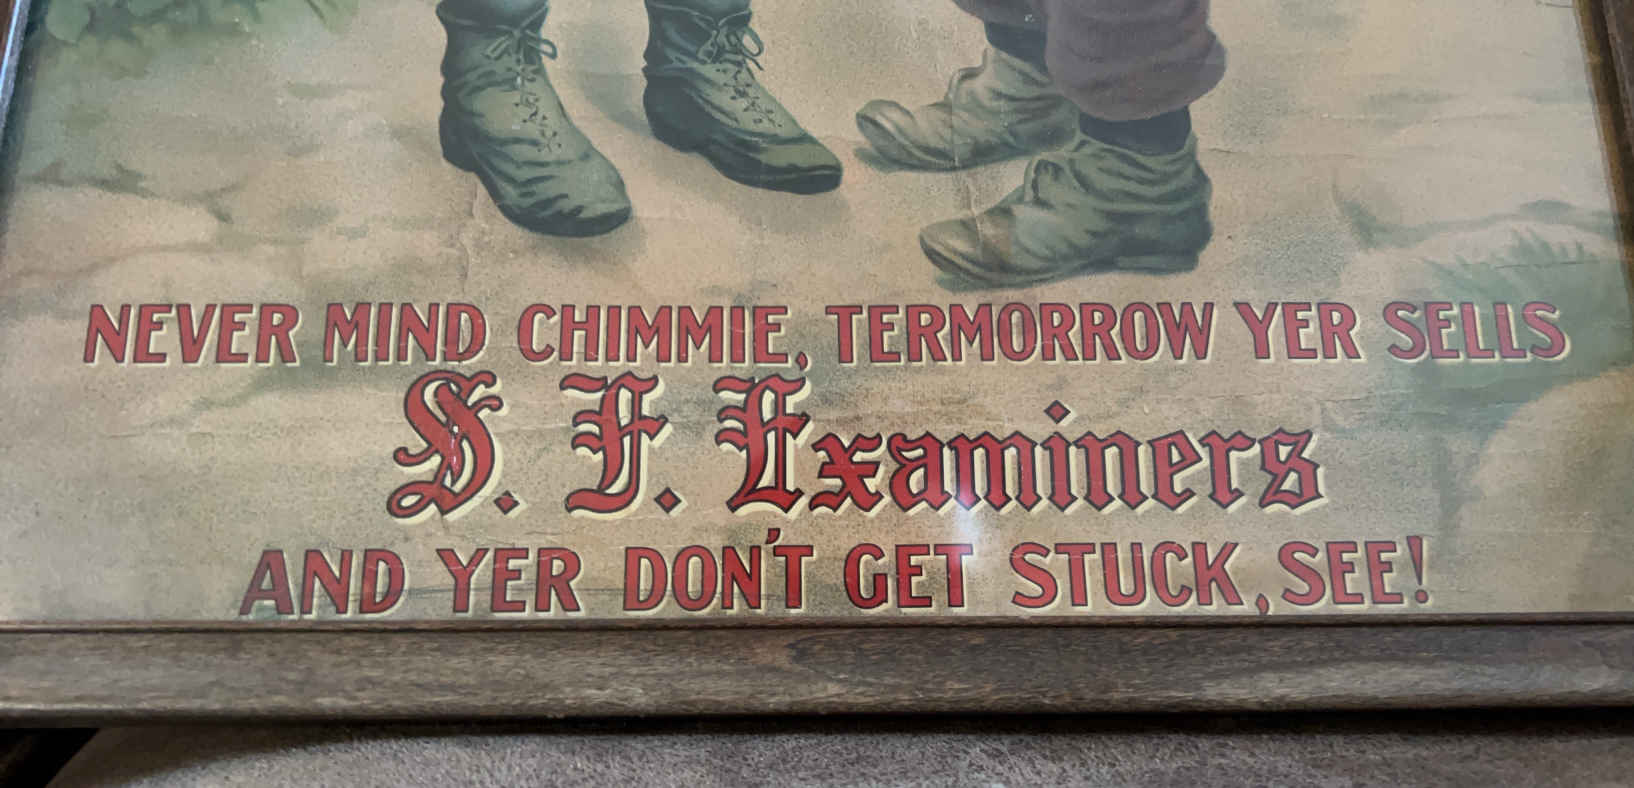 NEVER MIND CHIMMIE, TERMORROW YER SELLS
S. F. Examiners
AND YER DON'T GET STUCK, SEE!